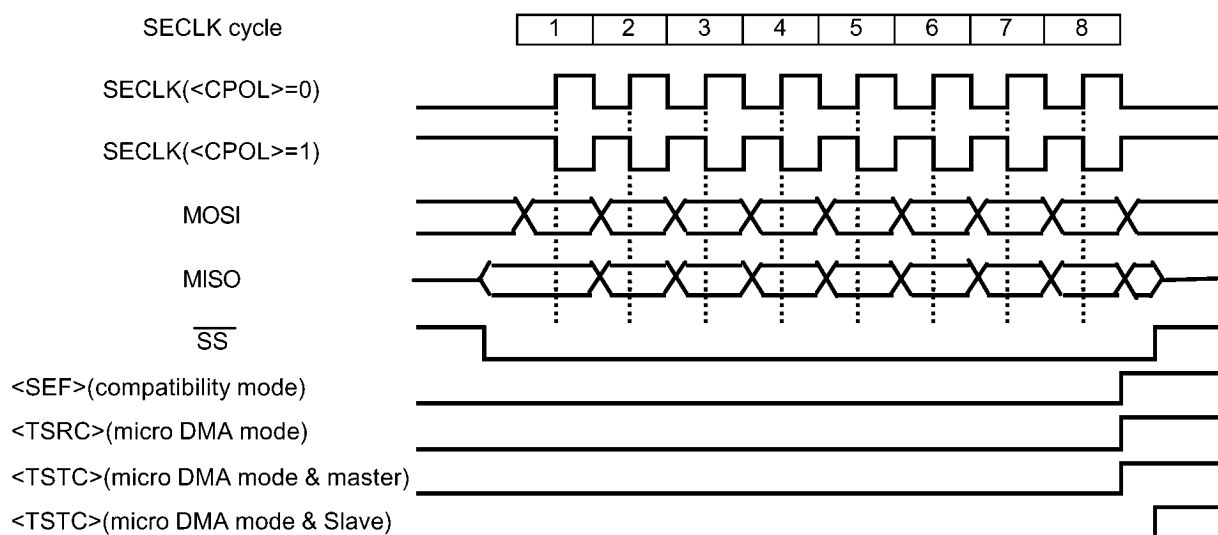 SECLK cycle 1 2 3 4 5 6 7 8
SECLK(<CPOL>=0)
SECLK(<CPOL>=1)
MOSI
MISO
SS
<SEF>(compatibility mode)
<TSRC>(micro DMA mode)
<TSTC>(micro DMA mode & master)
<TSTC>(micro DMA mode & Slave)